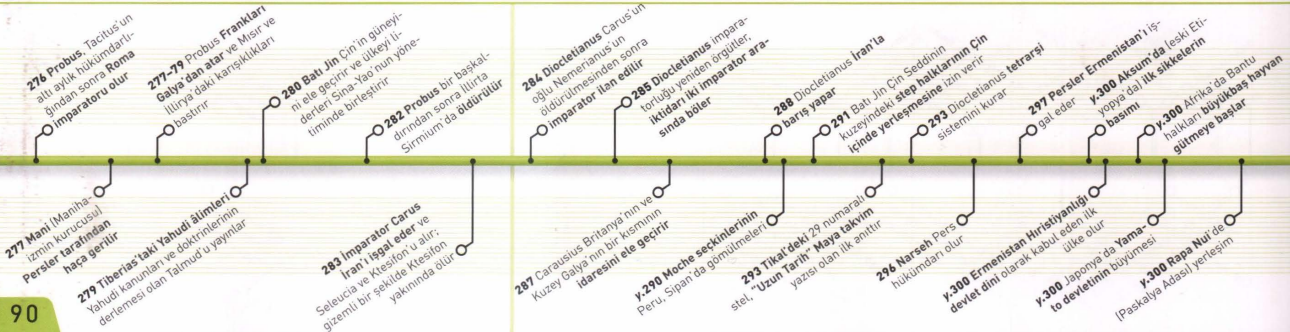 276 Probus, Tacitus'un
altı aylık hükümdarlı-
ğından sonra Roma
imparatoru olur
277–79 Probus Frankları
Galya'dan atar ve Mısır ve
İllürya'daki karışıklıkları
bastırır
280 Batı Jin Çin'in güneyi-
ni ele geçirir ve ülkeyi li-
derleri Sina-Yao'nun yöne-
timinde birleştirir
282 Probus bir başkal-
dırından sonra Illirta
Sirmium'da öldürülür
284 Diocletianus Carus'un
oğlu Nemerianus'un
öldürülmesinden sonra
imparator ilan edilir
285 Diocletianus impara-
torluğu yeniden örgütler,
iktidarı iki imparator ara-
sında böler
288 Diocletianus İran'la
barış yapar
291 Batı Jin Çin Seddinin
kuzeyindeki step halklarının Çin
içinde yerleşmesine izin verir
293 Diocletianus tetrarşi
sistemini kurar
297 Persler Ermenistan'ı iş-
gal eder
y.300 Aksum'da (eski Eti-
yopya'da) ilk sikkelerin
basımı
y.300 Afrika'da Bantu
halkları büyükbaş hayvan
gütmeye başlar
277 Mani (Maniha-
izmin kurucusu)
Persler tarafından
haça gerilir
279 Tiberias'taki Yahudi âlimleri
Yahudi kanunları ve doktrinlerinin
derlemesi olan Talmud'u yayınlar
283 İmparator Carus
İran'ı işgal eder ve
Seleucia ve Ktesifon'u alır;
gizemli bir şekilde Ktesifon
yakınında ölür
287 Carausius Britanya'nın ve
Kuzey Galya'nın bir kısmının
idaresini ele geçirir
y.290 Moche seçkinlerinin
Peru, Sipan'da gömülmeleri
293 Tikal'deki 29 numaralı
stel, "Uzun Tarih" Maya takvim
yazısı olan ilk anıttır
296 Narseh Pers
hükümdarı olur
y.300 Ermenistan Hıristiyanlığı
devlet dini olarak kabul eden ilk
ülke olur
y.300 Japonya'da Yama-
to devletinin büyümesi
y.300 Rapa Nui'de
(Paskalya Adası) yerleşim
90